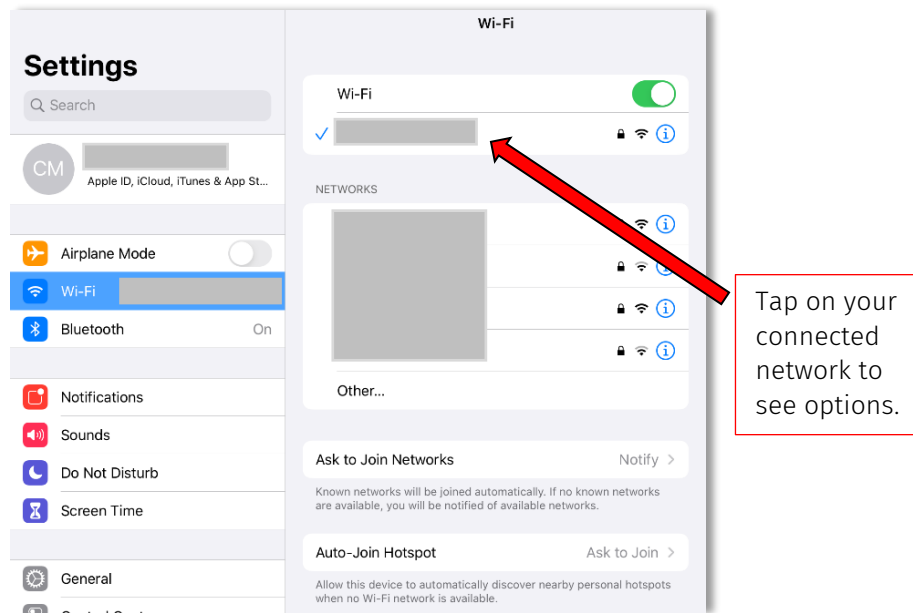 Settings
Search
CM
Apple ID, iCloud, iTunes & App St...
Airplane Mode
Wi-Fi
Bluetooth On
Notifications
Sounds
Do Not Disturb
Screen Time
General
Wi-Fi
Wi-Fi
NETWORKS
Other...
Ask to Join Networks Notify
Known networks will be joined automatically. If no known networks
are available, you will be notified of available networks.
Auto-Join Hotspot Ask to Join
Allow this device to automatically discover nearby personal hotspots
when no Wi-Fi network is available.
Tap on your
connected
network to
see options.